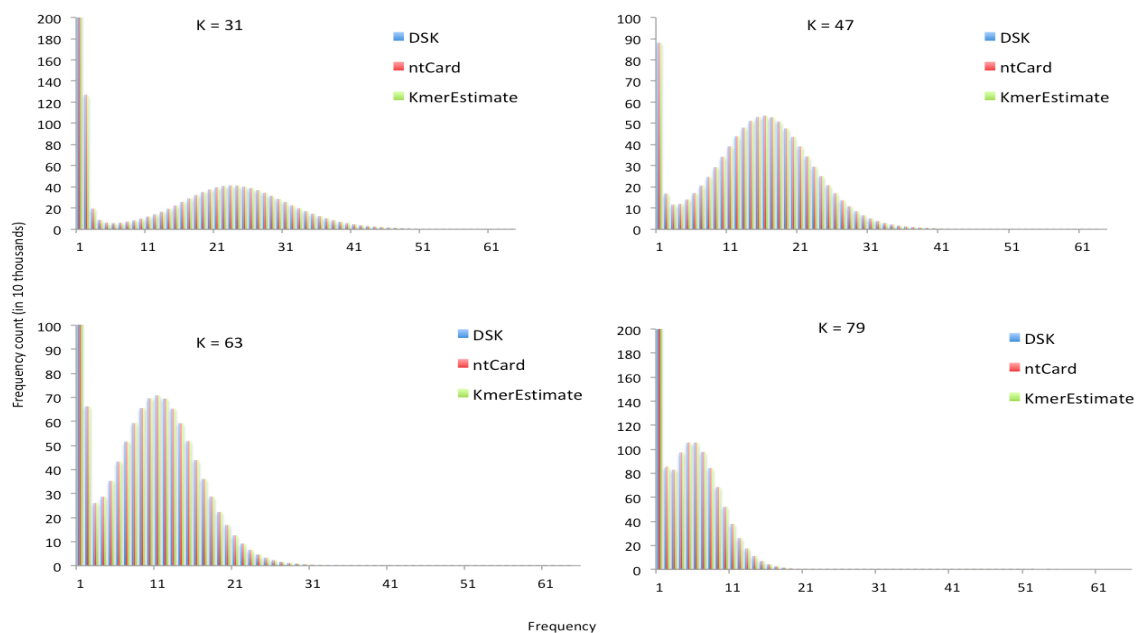 K = 31
DSK
ntCard
KmerEstimate
200
180
160
140
120
100
80
60
40
20
0
1 11 21 31 41 51 61
K = 47
DSK
ntCard
KmerEstimate
100
90
80
70
60
50
40
30
20
10
0
1 11 21 31 41 51 61
Frequency count (in 10 thousands)
K = 63
DSK
ntCard
KmerEstimate
100
90
80
70
60
50
40
30
20
10
0
1 11 21 31 41 51 61
K = 79
DSK
ntCard
KmerEstimate
200
180
160
140
120
100
80
60
40
20
0
1 11 21 31 41 51 61
Frequency